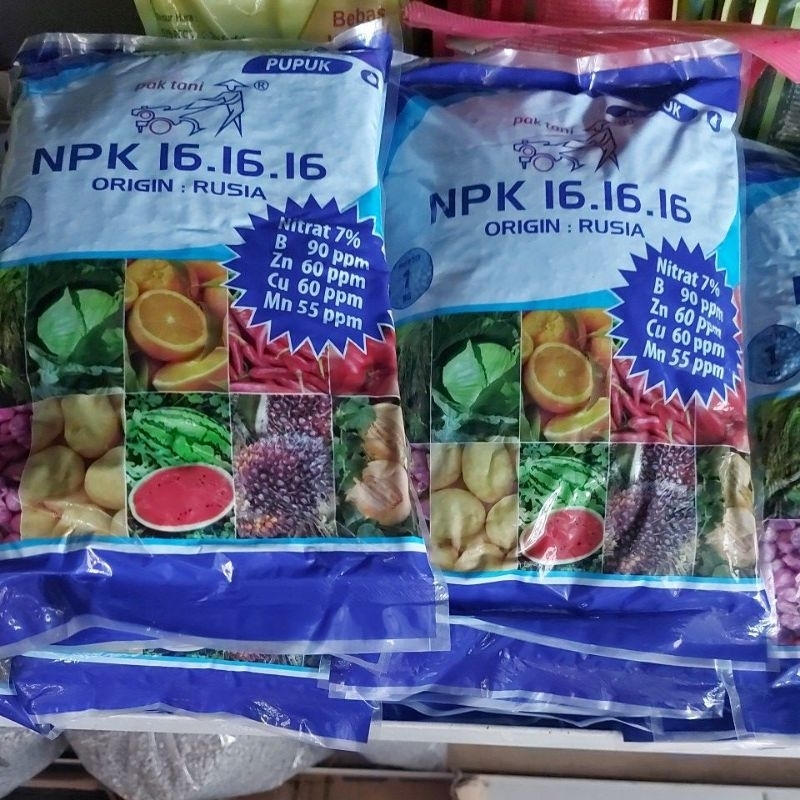 Bebas
PUPUK
pak tani ®
NPK 16.16.16
ORIGIN : RUSIA
Nitrat 7%
B 90 ppm
Zn 60 ppm
Cu 60 ppm
Mn 55 ppm
pak tani
NPK 16.16.16
ORIGIN : RUSIA
1
Nitrat 7%
B 90 ppm
Zn 60 ppm
Cu 60 ppm
Mn 55 ppm